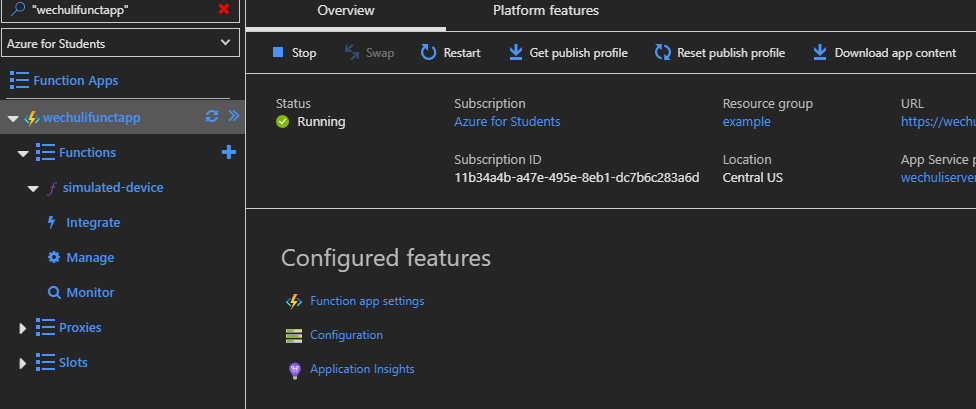 "wechulifunctapp"
Azure for Students
Function Apps
wechulifunctapp
Functions
simulated-device
Integrate
Manage
Monitor
Proxies
Slots
Overview Platform features
Stop Swap Restart Get publish profile Reset publish profile Download app content
Status Subscription Resource group URL
Running Azure for Students example https://wechu
Subscription ID Location App Service p
11b34a4b-a47e-495e-8eb1-dc7b6c283a6d Central US wechuliserver
Configured features
Function app settings
Configuration
Application Insights